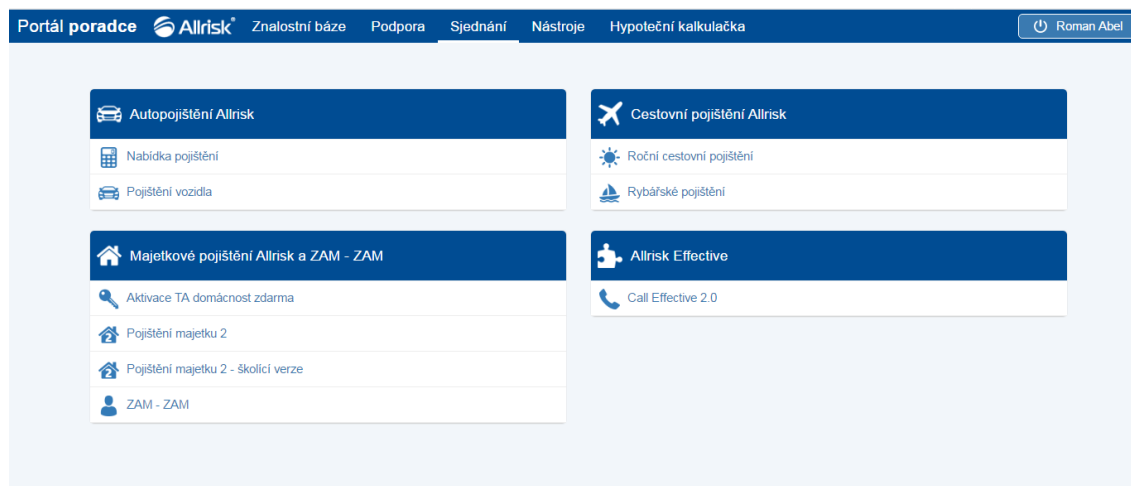 Portál poradce Allrisk® Znalostní báze Podpora Sjednání Nástroje Hypoteční kalkulačka Roman Abel
Autopojištění Allrisk
Nabídka pojištění
Pojištění vozidla
Cestovní pojištění Allrisk
Roční cestovní pojištění
Rybářské pojištění
Majetkové pojištění Allrisk a ZAM - ZAM
Aktivace TA domácnost zdarma
2 Pojištění majetku 2
2 Pojištění majetku 2 - školící verze
ZAM - ZAM
Allrisk Effective
Call Effective 2.0